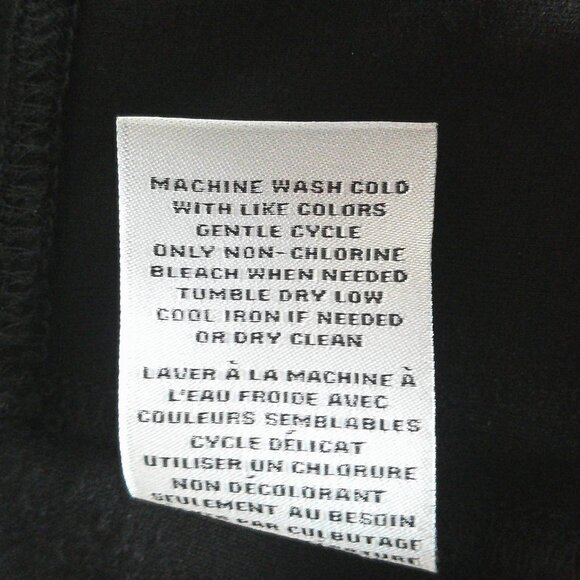 MACHINE WASH COLD
WITH LIKE COLORS
GENTLE CYCLE
ONLY NON-CHLORINE
BLEACH WHEN NEEDED
TUMBLE DRY LOW
COOL IRON IF NEEDED
OR DRY CLEAN
LAVER À LA MACHINE À
L'EAU FROIDE AVEC
COULEURS SEMBLABLES
CYCLE DÉLICAT
UTILISER UN CHLORURE
NON DÉCOLORANT
SEULEMENT AU BESOIN
PAR CULBUTAGE